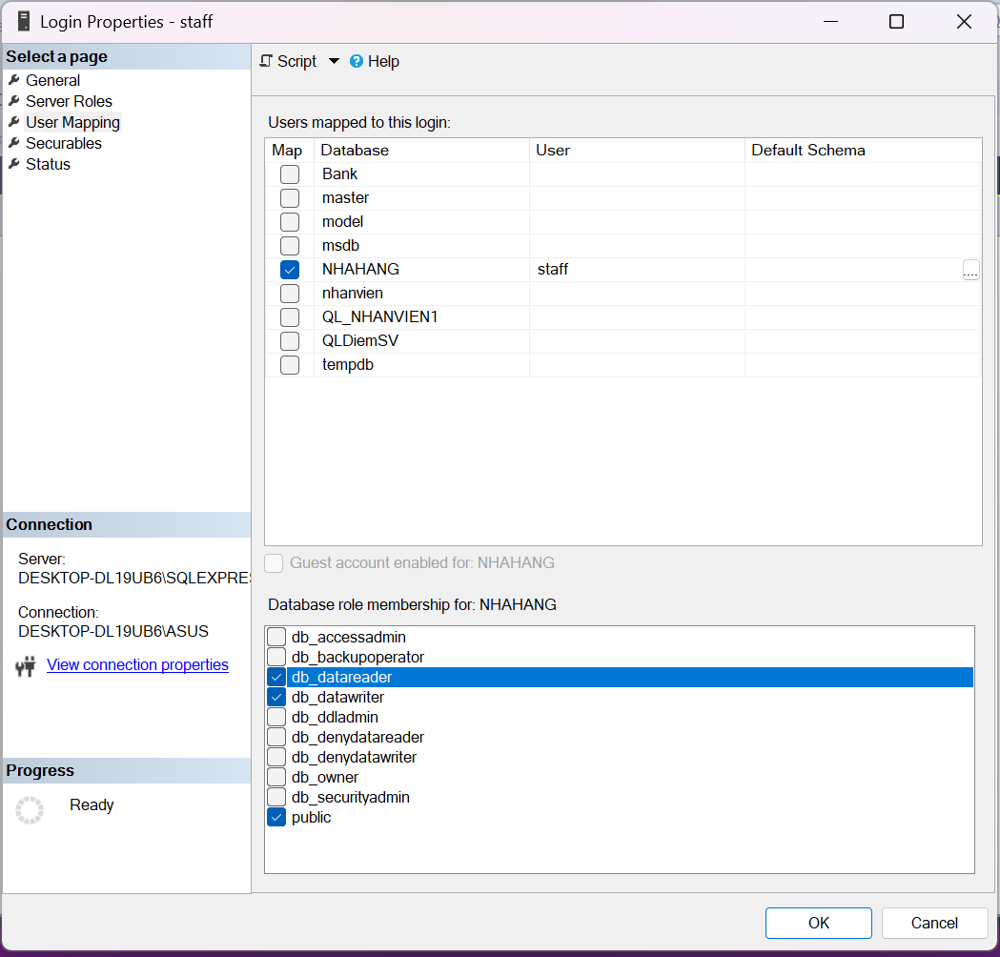 Login Properties - staff
Select a page
General
Server Roles
User Mapping
Securables
Status
Script
Help
Users mapped to this login:
Map Database User Default Schema
Bank
master
model
msdb
NHAHANG staff ...
nhanvien
QL_NHANVIEN1
QLDiemSV
tempdb
Guest account enabled for: NHAHANG
Database role membership for: NHAHANG
db_accessadmin
db_backupoperator
db_datareader
db_datawriter
db_ddladmin
db_denydatareader
db_denydatawriter
db_owner
db_securityadmin
public
Connection
Server:
DESKTOP-DL19UB6\SQLEXPRES
Connection:
DESKTOP-DL19UB6\ASUS
View connection properties
Progress
Ready
OK Cancel